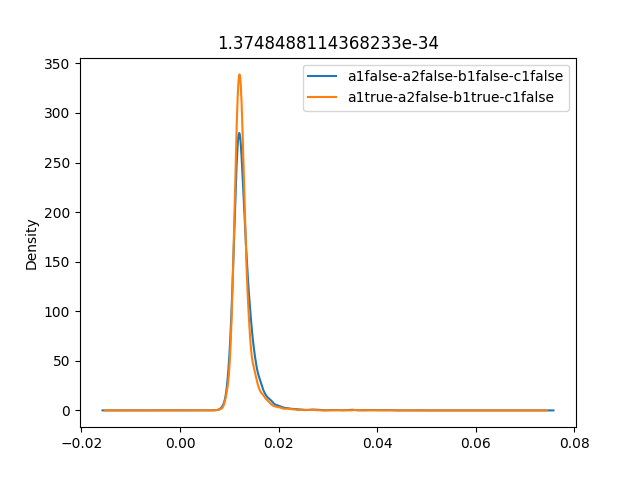 1.3748488114368233e-34
a1false-a2false-b1false-c1false
a1true-a2false-b1true-c1false
350
300
250
200
150
100
50
0
Density
−0.02 0.00 0.02 0.04 0.06 0.08